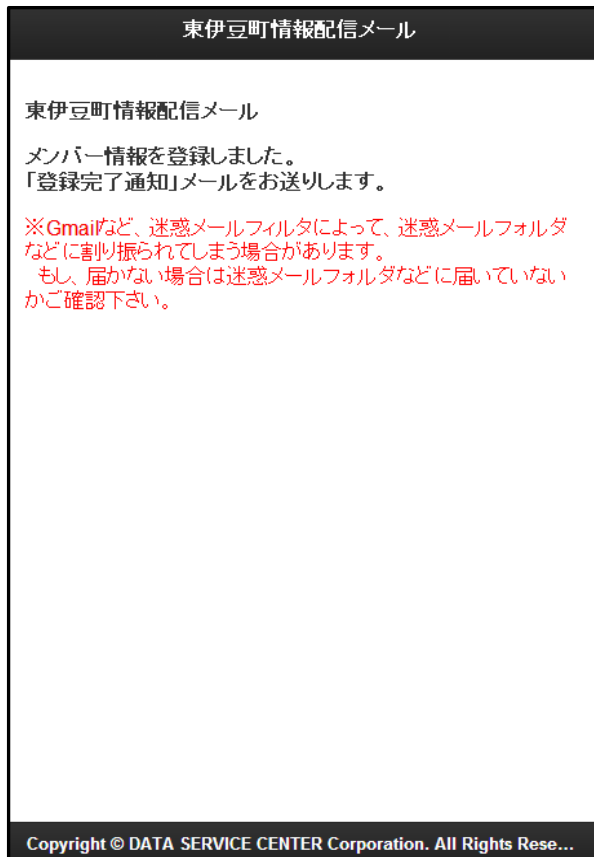 東伊豆町情報配信メール
東伊豆町情報配信メール
メンバー情報を登録しました。
「登録完了通知」メールをお送りします。
※Gmailなど、迷惑メールフィルタによって、迷惑メールフォルダ
などに割り振られてしまう場合があります。
もし、届かない場合は迷惑メールフォルダなどに届いていない
かご確認下さい。
Copyright © DATA SERVICE CENTER Corporation. All Rights Rese...